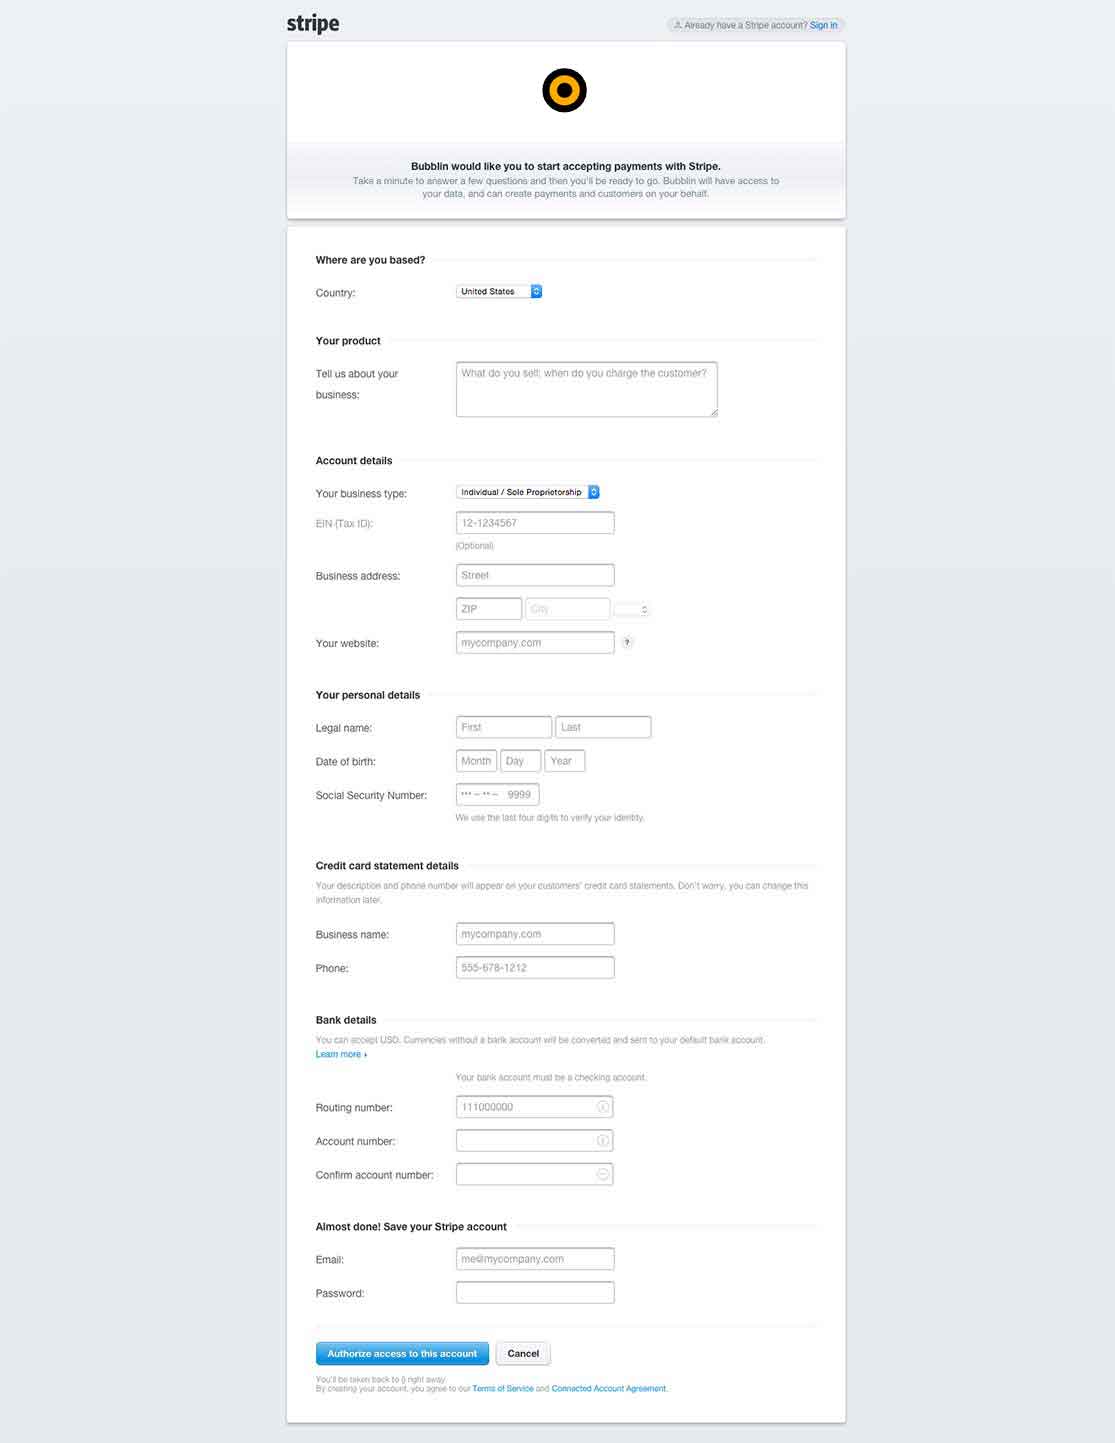 stripe
Already have a Stripe account? Sign in
Bubblin would like you to start accepting payments with Stripe.
Take a minute to answer a few questions and then you'll be ready to go. Bubblin will have access to
your data, and can create payments and customers on your behalf.
Where are you based?
Country: United States
Your product
Tell us about your
business:
What do you sell; when do you charge the customer?
Account details
Your business type: Individual / Sole Proprietorship
EIN (Tax ID): 12-1234567
(Optional)
Business address: Street
ZIP City
Your website: mycompany.com ?
Your personal details
Legal name: First Last
Date of birth: Month Day Year
Social Security Number: ••• – •• – 9999
We use the last four digits to verify your identity.
Credit card statement details
Your description and phone number will appear on your customers' credit card statements. Don't worry, you can change this
information later.
Business name: mycompany.com
Phone: 555-678-1212
Bank details
You can accept USD. Currencies without a bank account will be converted and sent to your default bank account.
Learn more ›
Your bank account must be a checking account.
Routing number: 111000000
Account number:
Confirm account number:
Almost done! Save your Stripe account
Email: me@mycompany.com
Password:
Authorize access to this account Cancel
You'll be taken back to {} right away.
By creating your account, you agree to our Terms of Service and Connected Account Agreement.